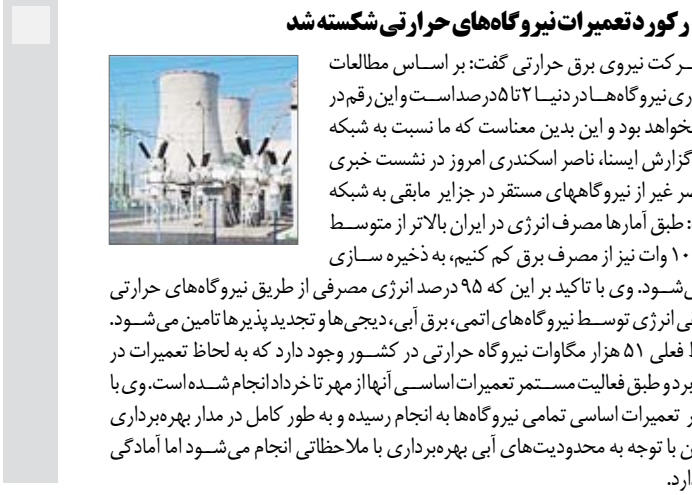 رکورد تعمیرات نیروگاه‌های حرارتی شکسته شد
شرکت نیروی برق حرارتی گفت: بر اساس مطالعات
نیروگاه‌ها در دنیا ۲ تا ۵ درصد است و این رقم در
نخواهد بود و این بدین معناست که ما نسبت به شبکه
گزارش ایسنا، ناصر اسکندری امروز در نشست خبری
غیر از نیروگاههای مستقر در جزایر مابقی به شبکه
: طبق آمارها مصرف انرژی در ایران بالاتر از متوسط
وات نیز از مصرف برق کم کنیم، به ذخیره سازی
شود. وی با تاکید بر این که ۹۵ درصد انرژی مصرفی از طریق نیروگاه‌های حرارتی
انرژی توسط نیروگاه‌های اتمی، برق آبی، دیجی‌ها و تجدید پذیرها تامین می‌شود.
فعلی ۵۱ هزار مگاوات نیروگاه حرارتی در کشور وجود دارد که به لحاظ تعمیرات در
برد و طبق فعالیت مستمر تعمیرات اساسی آنها از مهر تا خرداد انجام شده است. وی با
تعمیرات اساسی تمامی نیروگاه‌ها به انجام رسیده و به طور کامل در مدار بهره‌برداری
با توجه به محدودیت‌های آبی بهره‌برداری با ملاحظاتی انجام می‌شود اما آمادگی